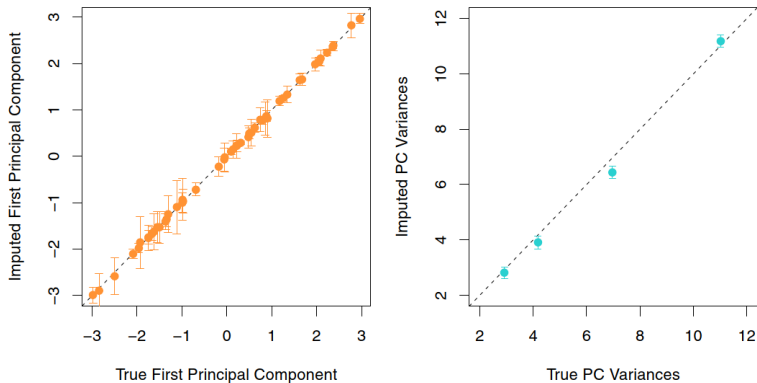 Imputed First Principal Component
3
2
1
0
−1
−2
−3
−3 −2 −1 0 1 2 3
True First Principal Component
Imputed PC Variances
12
10
8
6
4
2
2 4 6 8 10 12
True PC Variances